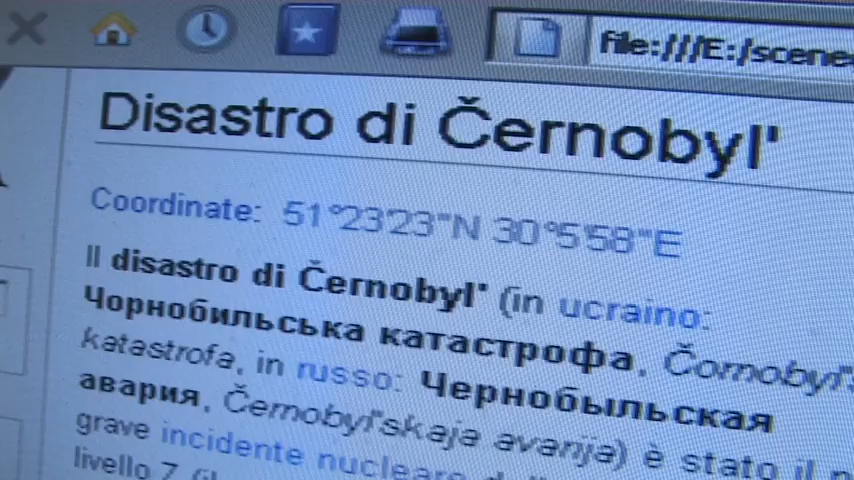 file:///E:/scene
Disastro di Černobyl'
Coordinate: 51°23′23″N 30°5′58″E
Il disastro di Černobyl' (in ucraino:
Чорнобильська катастрофа, Čornobyl's
katastrofa, in russo: Чернобыльская
авария, Černobyl'skaja avarija) è stato il
grave incidente nucleare
livello 7 (il